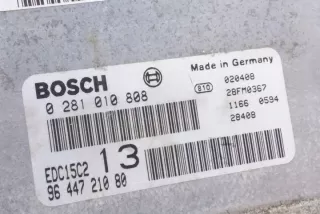 Made in Germany
BOSCH
0 281 010 808
S10
020408
28FM0367
1166 0594
28408
EDC15C2 13
96 447 210 80